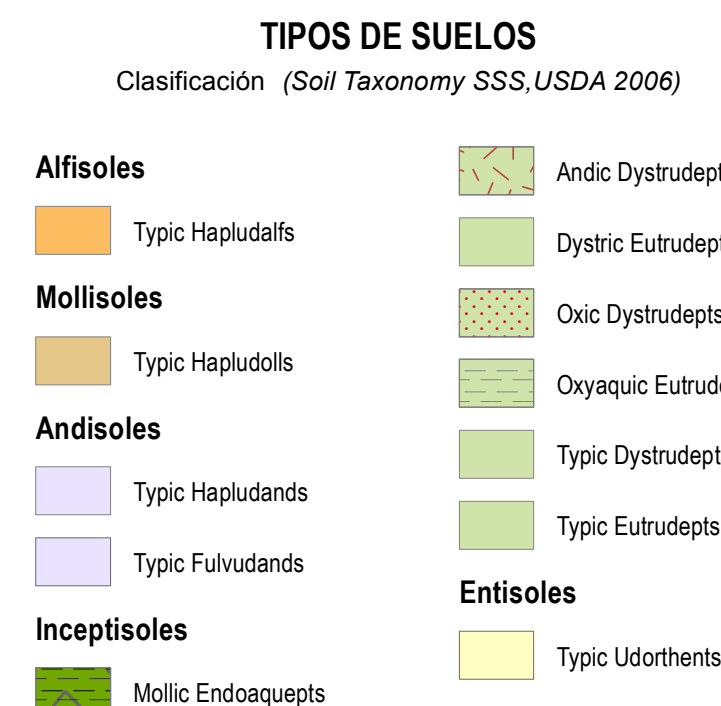 TIPOS DE SUELOS
Clasificación (Soil Taxonomy SSS,USDA 2006)
Alfisoles
Typic Hapludalfs
Mollisoles
Typic Hapludolls
Andisoles
Typic Hapludands
Typic Fulvudands
Inceptisoles
Mollic Endoaquepts
Andic Dystrudept
Dystric Eutrudept
Oxic Dystrudepts
Oxyaquic Eutrude
Typic Dystrudept
Typic Eutrudepts
Entisoles
Typic Udorthents